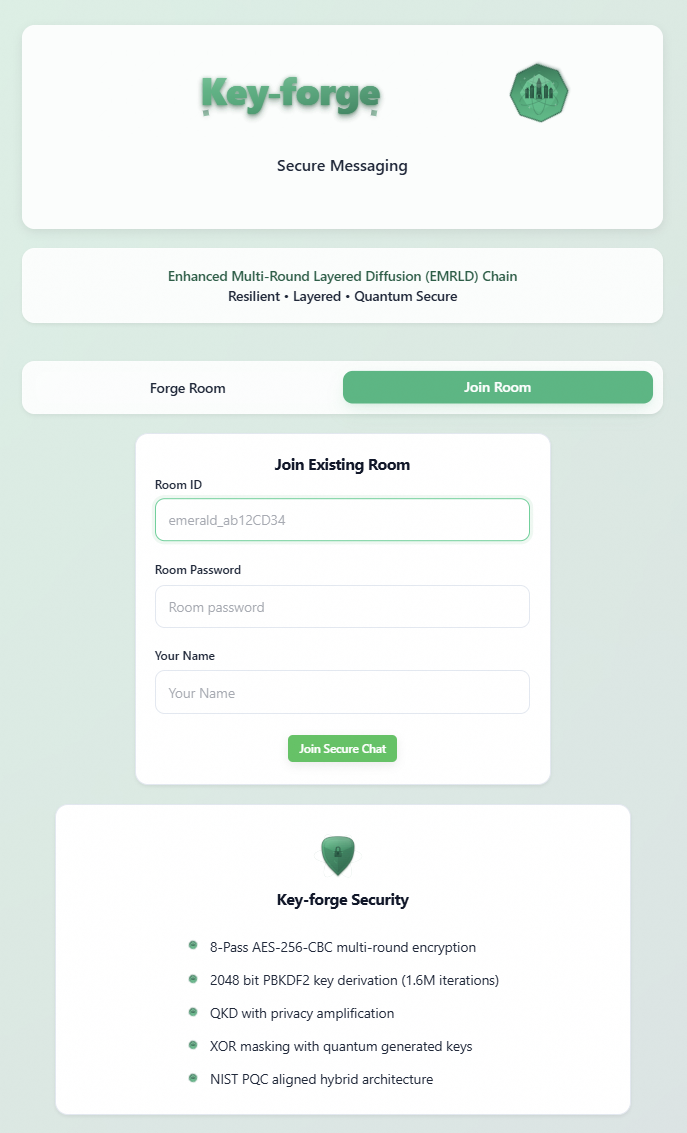 Key-forge
Secure Messaging
Enhanced Multi-Round Layered Diffusion (EMRLD) Chain
Resilient • Layered • Quantum Secure
Forge Room
Join Room
Join Existing Room
Room ID
emerald_ab12CD34
Room Password
Room password
Your Name
Your Name
Join Secure Chat
Key-forge Security
8-Pass AES-256-CBC multi-round encryption
2048 bit PBKDF2 key derivation (1.6M iterations)
QKD with privacy amplification
XOR masking with quantum generated keys
NIST PQC aligned hybrid architecture